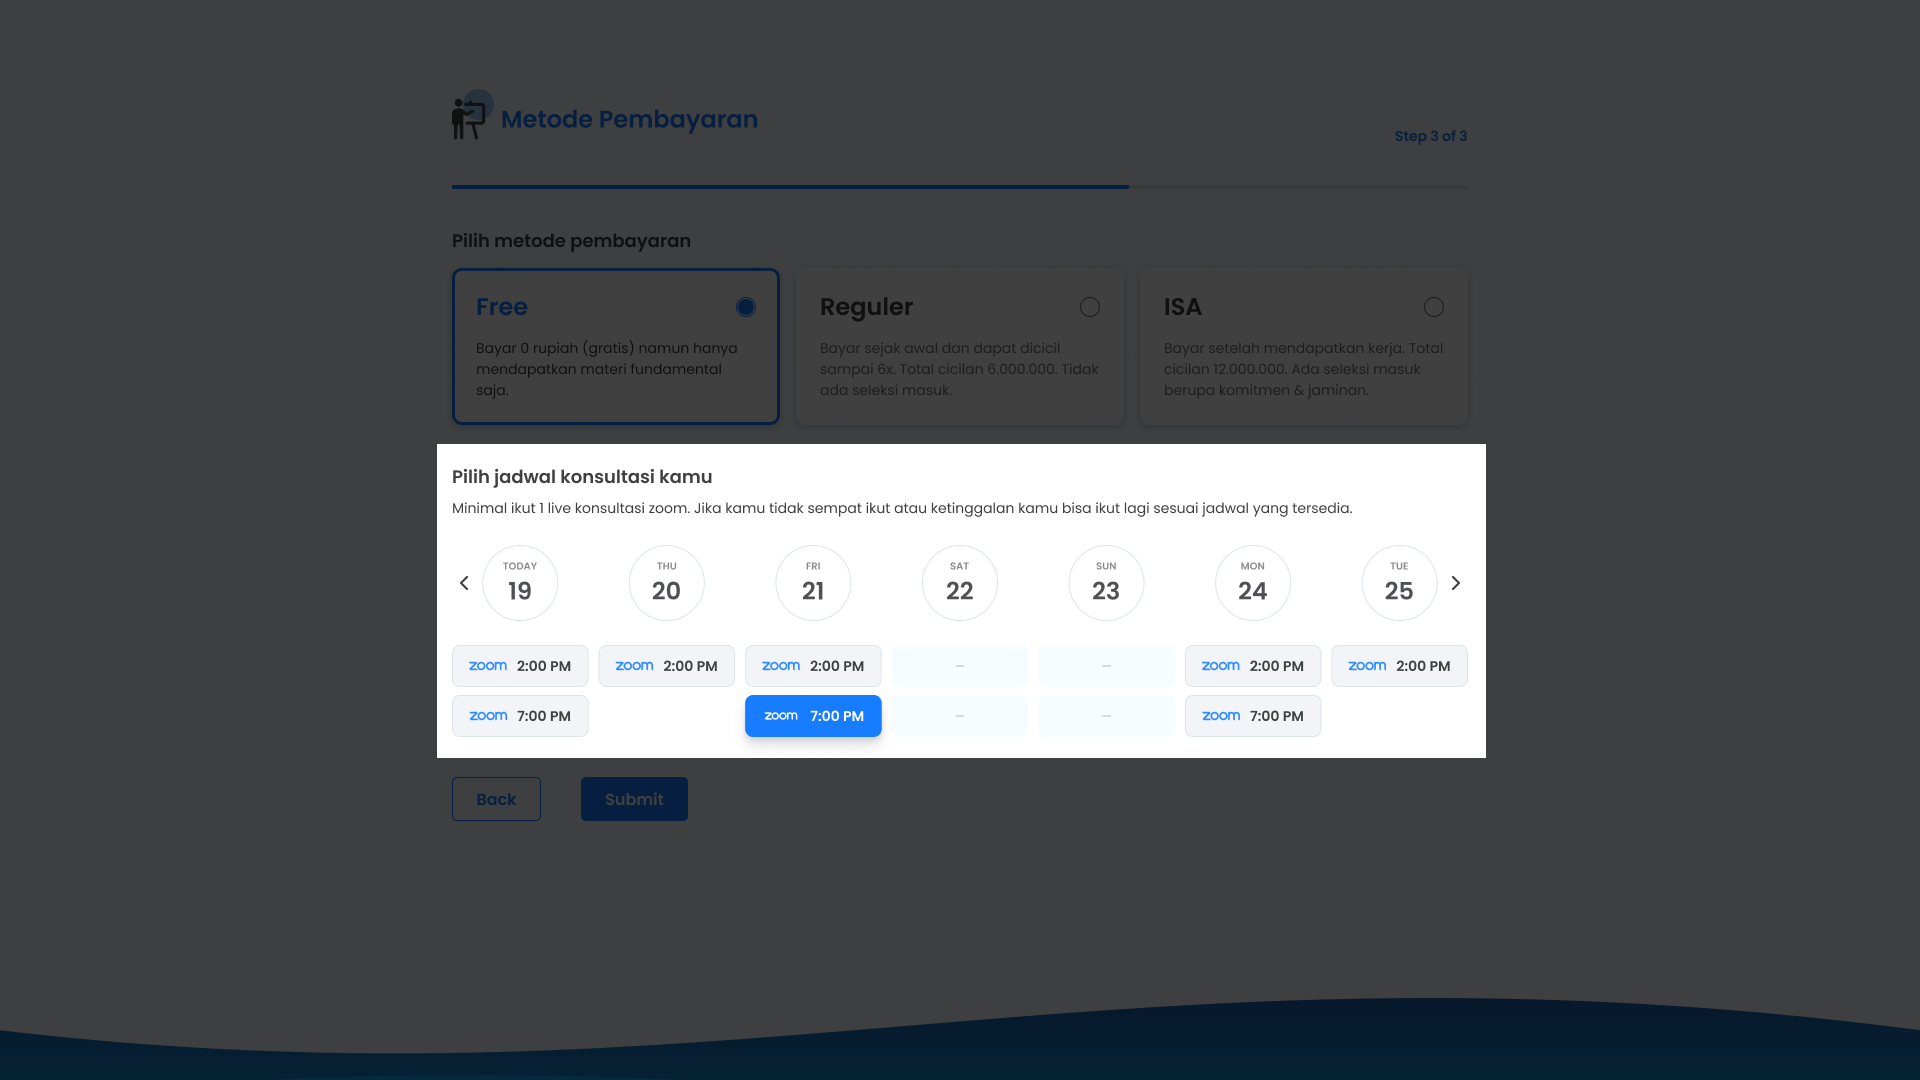 Metode Pembayaran
Step 3 of 3
Pilih metode pembayaran
Free
Bayar 0 rupiah (gratis) namun hanya
mendapatkan materi fundamental
saja.
Reguler
Bayar sejak awal dan dapat dicicil
sampai 6x. Total cicilan 6.000.000. Tidak
ada seleksi masuk.
ISA
Bayar setelah mendapatkan kerja. Total
cicilan 12.000.000. Ada seleksi masuk
berupa komitmen & jaminan.
Pilih jadwal konsultasi kamu
Minimal ikut 1 live konsultasi zoom. Jika kamu tidak sempat ikut atau ketinggalan kamu bisa ikut lagi sesuai jadwal yang tersedia.
TODAY
19
THU
20
FRI
21
SAT
22
SUN
23
MON
24
TUE
25
zoom 2:00 PM
zoom 2:00 PM
zoom 2:00 PM
–
–
zoom 2:00 PM
zoom 2:00 PM
zoom 7:00 PM
zoom 7:00 PM
–
–
zoom 7:00 PM
Back
Submit